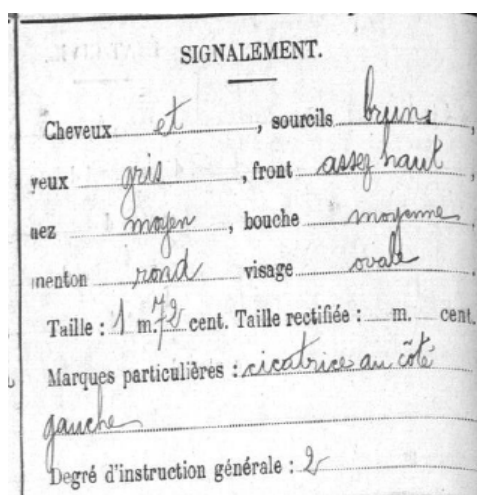 SIGNALEMENT.
Cheveux et, sourcils bruns,
yeux gris, front assez haut,
nez moyen, bouche moyenne,
menton rond visage ovale.
Taille : 1 m. 72 cent. Taille rectifiée : m. cent.
Marques particulières : cicatrice au côté
gauche
Degré d'instruction générale : 2